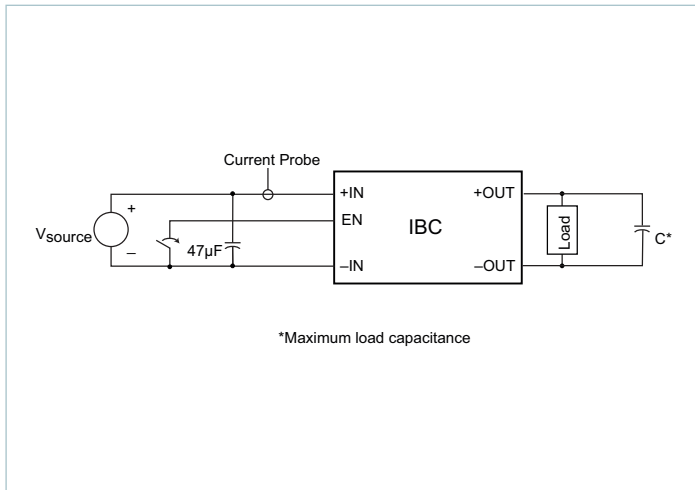 Current Probe
+IN
+OUT
EN
IBC
Vsource
+
–
47µF
Load
C*
–IN
–OUT
*Maximum load capacitance